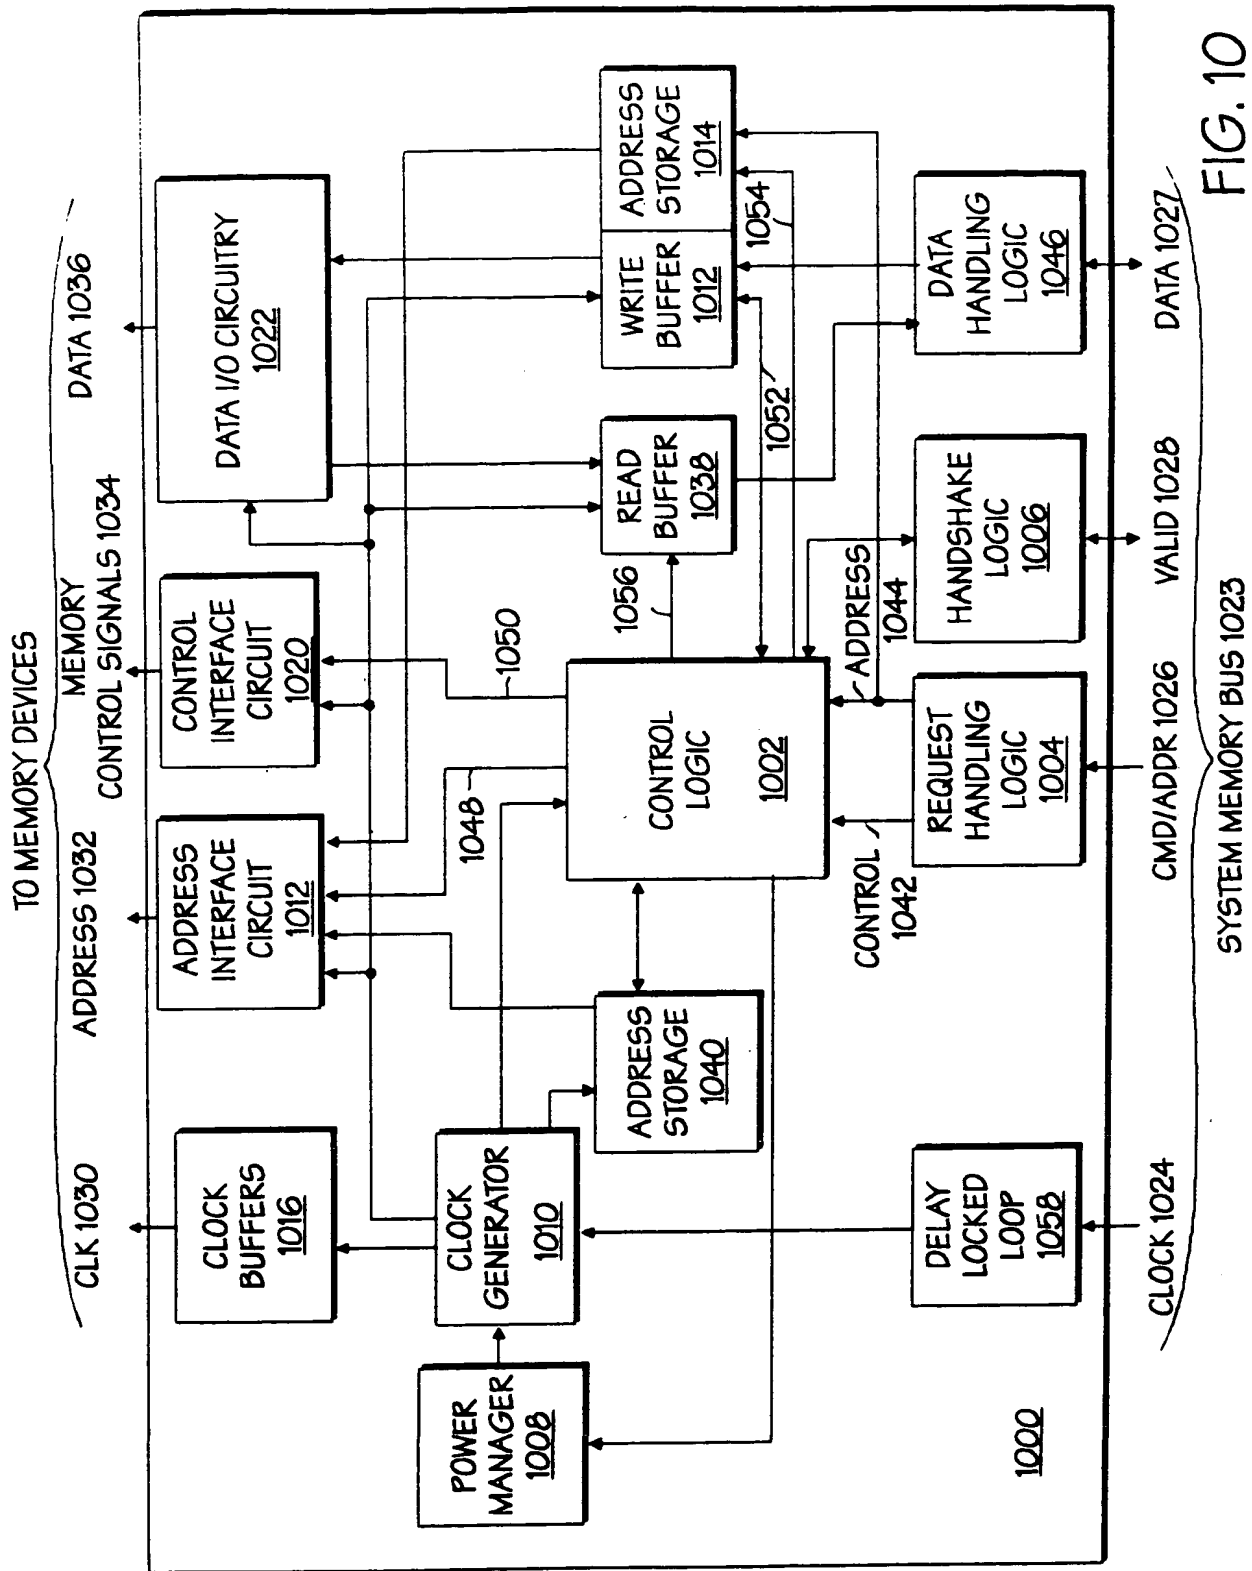 TO MEMORY DEVICES
CLK 1030
ADDRESS 1032
MEMORY
CONTROL SIGNALS 1034
DATA 1036
CLOCK
BUFFERS
1016
ADDRESS
INTERFACE
CIRCUIT
1012
CONTROL
INTERFACE
CIRCUIT
1020
DATA I/O CIRCUITRY
1022
POWER
MANAGER
1008
CLOCK
GENERATOR
1010
1048
1050
ADDRESS
STORAGE
1040
CONTROL
LOGIC
1002
1056
READ
BUFFER
1038
WRITE
BUFFER
1012
ADDRESS
STORAGE
1014
1052
1054
CONTROL
1042
ADDRESS
1044
DELAY
LOCKED
LOOP
1058
REQUEST
HANDLING
LOGIC
1004
HANDSHAKE
LOGIC
1006
DATA
HANDLING
LOGIC
1046
1000
CLOCK 1024
CMD/ADDR 1026
VALID 1028
DATA 1027
SYSTEM MEMORY BUS 1023
FIG. 10